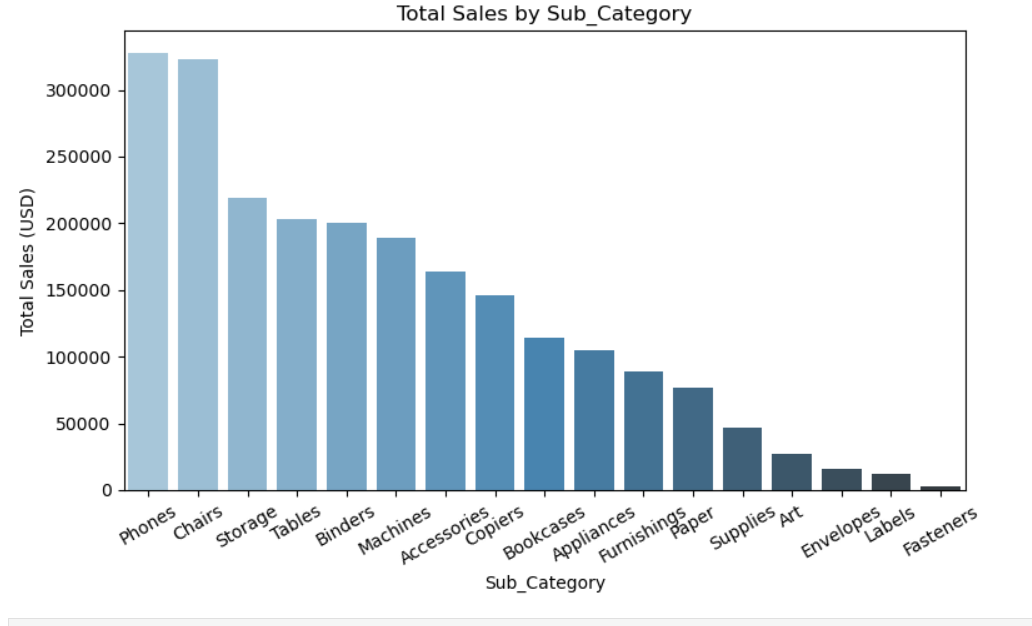 Total Sales by Sub_Category
Total Sales (USD)
300000
250000
200000
150000
100000
50000
0
Phones Chairs Storage Tables Binders Machines Accessories Copiers Bookcases Appliances Furnishings Paper Supplies Art Envelopes Labels Fasteners
Sub_Category